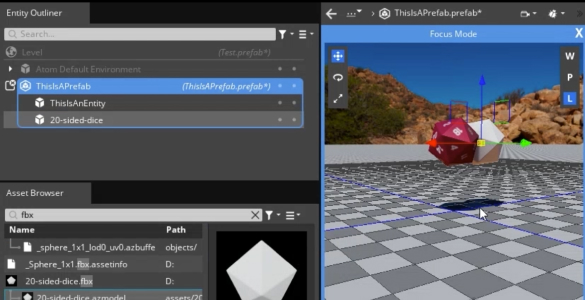 Entity Outliner
Search...
Level (Test.prefab*)
Atom Default Environment
ThisIsAPrefab (ThisIsAPrefab.prefab*)
ThisIsAnEntity
20-sided-dice
Asset Browser
fbx
Name Path
_sphere_1x1_lod0_uv0.azbuffe objects/
_Sphere_1x1.fbx.assetinfo D:
20-sided-dice.fbx D:
20-sided-dice.azmodel assets/20
... > ThisIsAPrefab.prefab*
Focus Mode X
W
P
L